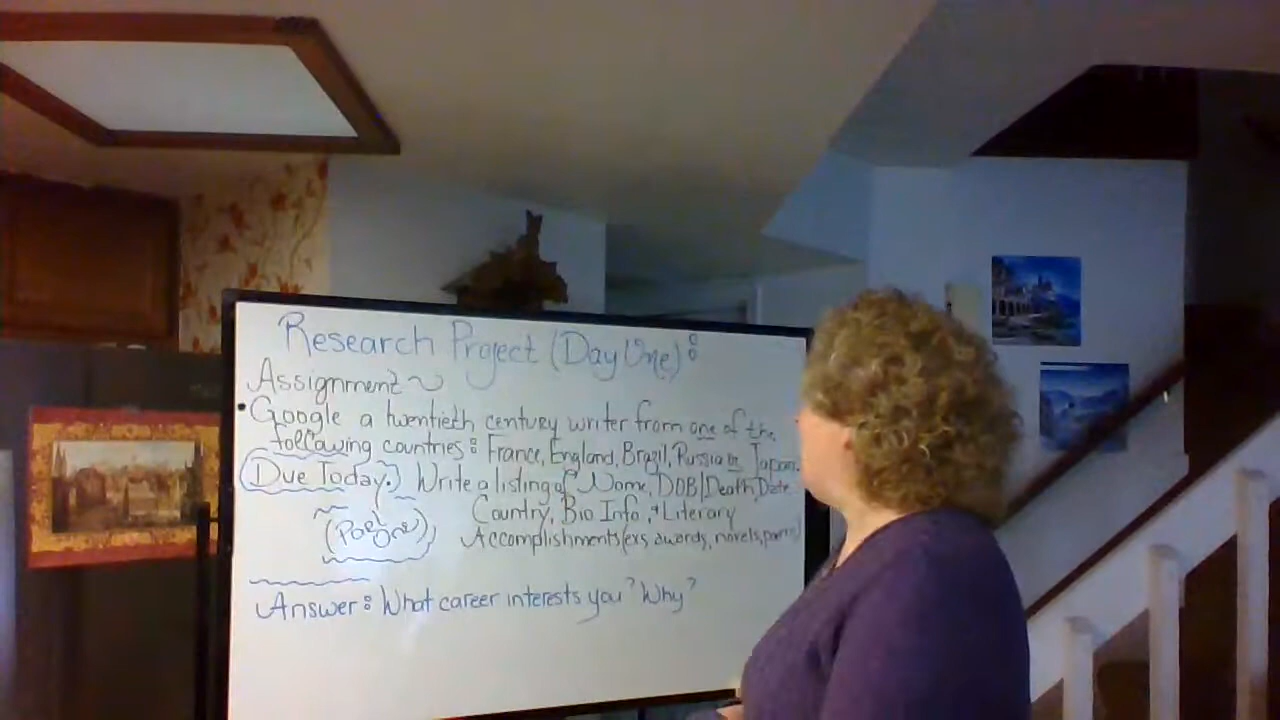 Research Project (Day One):
Assignment ~
• Google a twentieth century writer from one of the
following countries: France, England, Brazil, Russia or Japan.
Due Today: Write a listing of Name, DOB/Death Date
Country, Bio Info, + Literary
(Page One) Accomplishments (exs, awards, novels, poems)
Answer: What career interests you? Why?